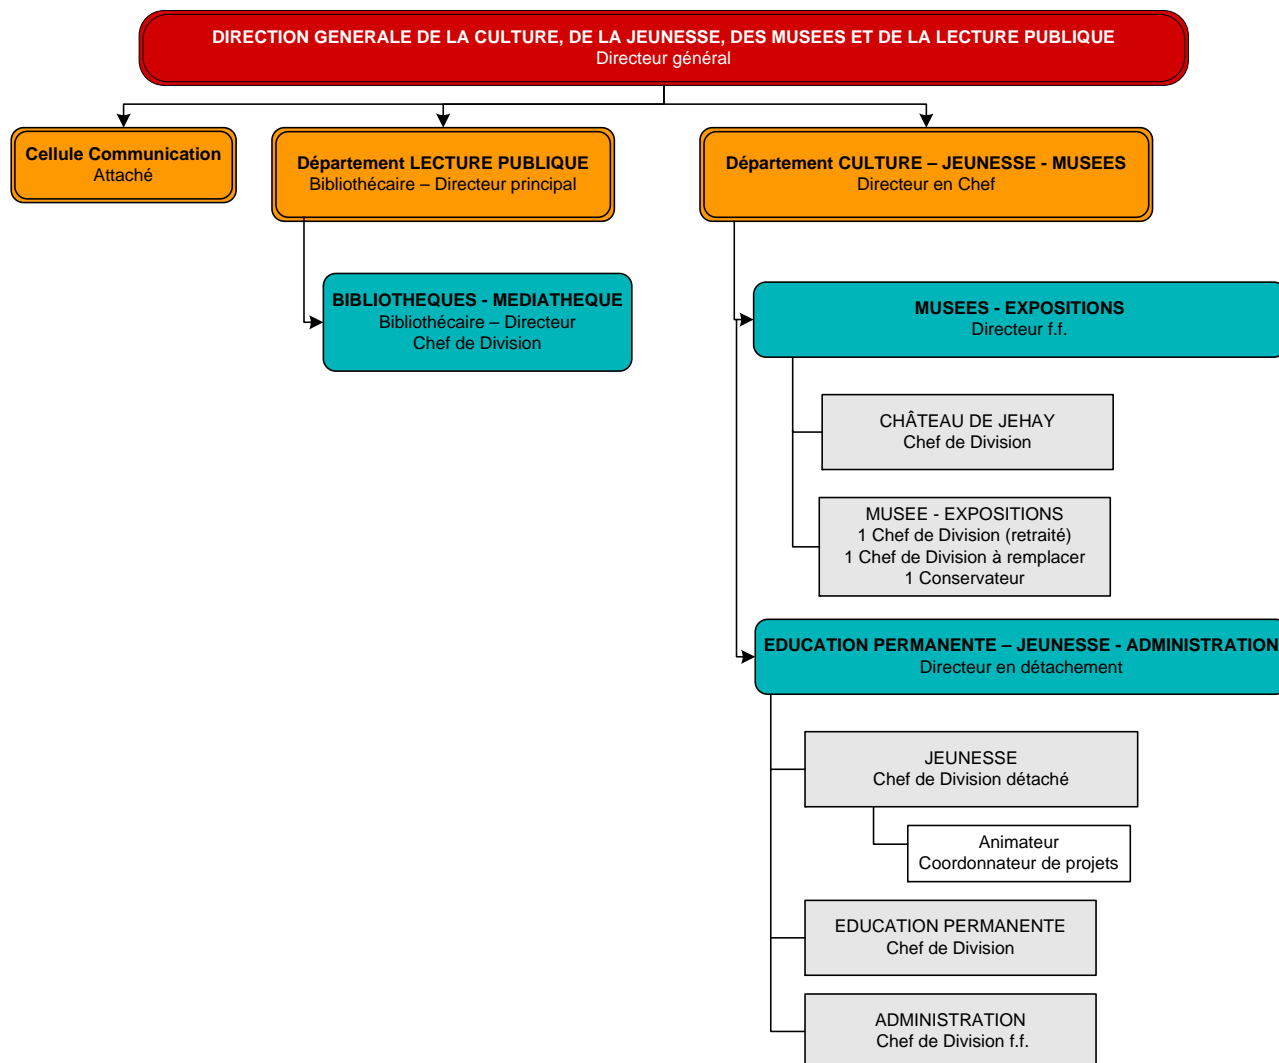 DIRECTION GENERALE DE LA CULTURE, DE LA JEUNESSE, DES MUSEES ET DE LA LECTURE PUBLIQUE
Directeur général
Cellule Communication
Attaché
Département LECTURE PUBLIQUE
Bibliothécaire – Directeur principal
Département CULTURE – JEUNESSE - MUSEES
Directeur en Chef
BIBLIOTHEQUES - MEDIATHEQUE
Bibliothécaire – Directeur
Chef de Division
MUSEES - EXPOSITIONS
Directeur f.f.
CHÂTEAU DE JEHAY
Chef de Division
MUSEE - EXPOSITIONS
1 Chef de Division (retraité)
1 Chef de Division à remplacer
1 Conservateur
EDUCATION PERMANENTE – JEUNESSE - ADMINISTRATION
Directeur en détachement
JEUNESSE
Chef de Division détaché
Animateur
Coordonnateur de projets
EDUCATION PERMANENTE
Chef de Division
ADMINISTRATION
Chef de Division f.f.